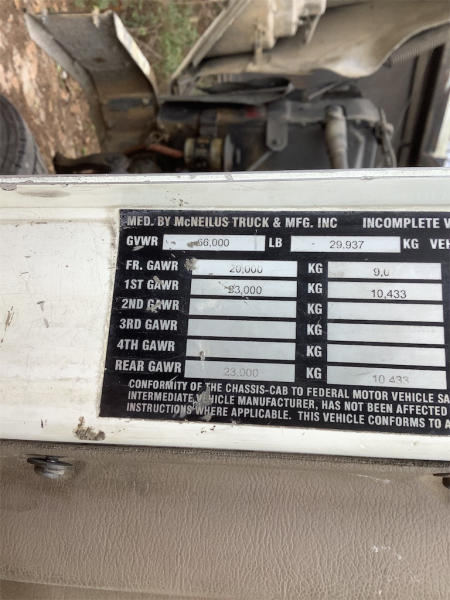 MFD. BY McNEILUS TRUCK & MFG. INC INCOMPLETE V
GVWR 66,000 LB 29.937 KG VEH
FR. GAWR 20,000 KG 9,0
1ST GAWR 23,000 KG 10,433
2ND GAWR KG
3RD GAWR KG
4TH GAWR KG
REAR GAWR 23,000 KG 10,433
CONFORMITY OF THE CHASSIS-CAB TO FEDERAL MOTOR VEHICLE SA
INTERMEDIATE VEHICLE MANUFACTURER, HAS NOT BEEN AFFECTED
INSTRUCTIONS WHERE APPLICABLE. THIS VEHICLE CONFORMS TO A